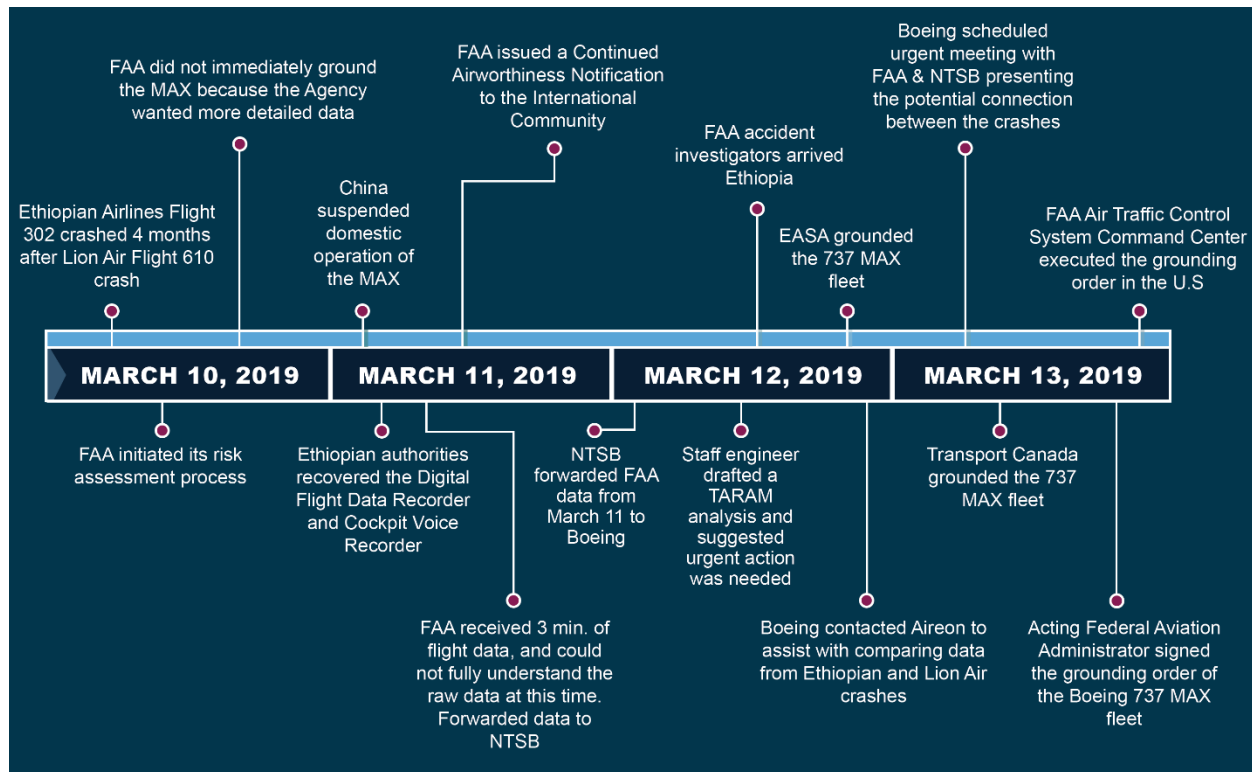 FAA did not immediately ground
the MAX because the Agency
wanted more detailed data
FAA issued a Continued
Airworthiness Notification
to the International
Community
Boeing scheduled
urgent meeting with
FAA & NTSB presenting
the potential connection
between the crashes
FAA accident
investigators arrived
Ethiopia
Ethiopian Airlines Flight
302 crashed 4 months
after Lion Air Flight 610
crash
China
suspended
domestic
operation of
the MAX
EASA grounded
the 737 MAX
fleet
FAA Air Traffic Control
System Command Center
executed the grounding
order in the U.S
MARCH 10, 2019
MARCH 11, 2019
MARCH 12, 2019
MARCH 13, 2019
FAA initiated its risk
assessment process
Ethiopian authorities
recovered the Digital
Flight Data Recorder
and Cockpit Voice
Recorder
NTSB
forwarded FAA
data from
March 11 to
Boeing
Staff engineer
drafted a
TARAM
analysis and
suggested
urgent action
was needed
Transport Canada
grounded the 737
MAX fleet
FAA received 3 min. of
flight data, and could
not fully understand the
raw data at this time.
Forwarded data to
NTSB
Boeing contacted Aireon to
assist with comparing data
from Ethiopian and Lion Air
crashes
Acting Federal Aviation
Administrator signed
the grounding order of
the Boeing 737 MAX
fleet